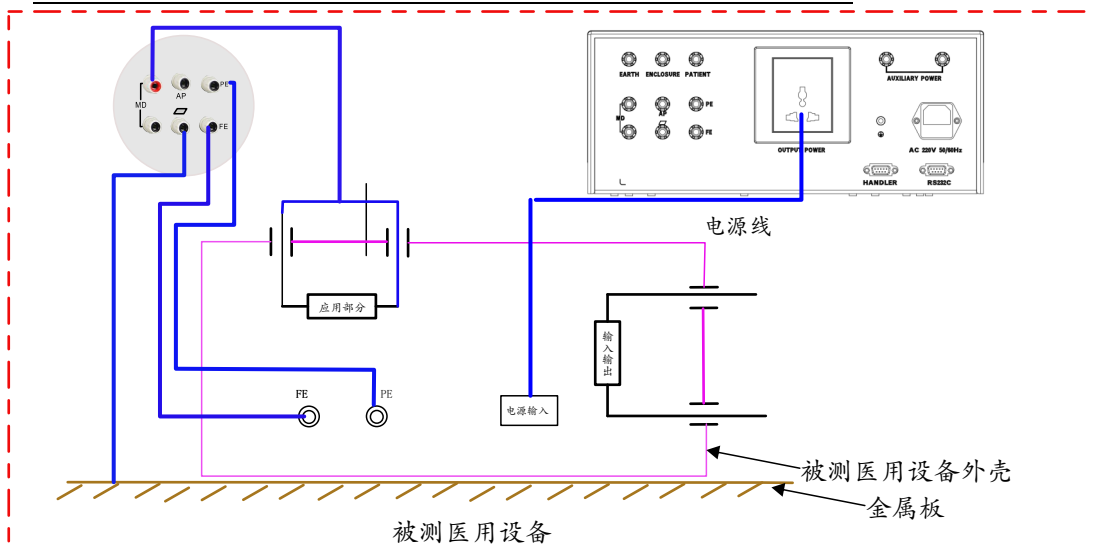 AP
PE
MD
FE
EARTH ENCLOSURE PATIENT
AUXILIARY POWER
MD
AP
PE
FE
OUTPUT POWER
AC 220V 50/60Hz
HANDLER
RS232C
电源线
应用部分
输入输出
FE
PE
电源输入
被测医用设备外壳
金属板
被测医用设备